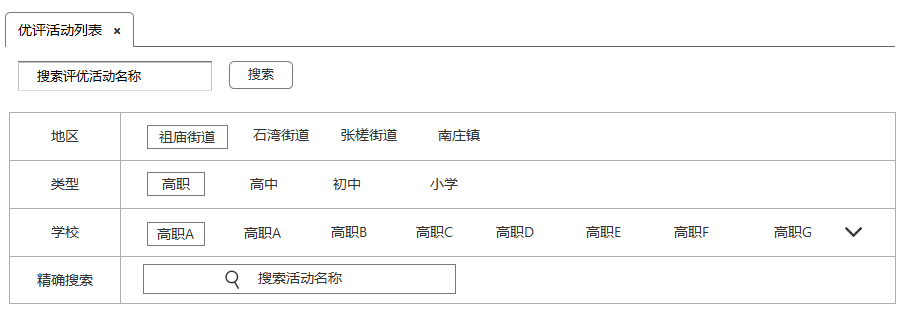 优评活动列表 ×
搜索评优活动名称 搜索
地区 祖庙街道 石湾街道 张槎街道 南庄镇
类型 高职 高中 初中 小学
学校 高职A 高职A 高职B 高职C 高职D 高职E 高职F 高职G
精确搜索 搜索活动名称